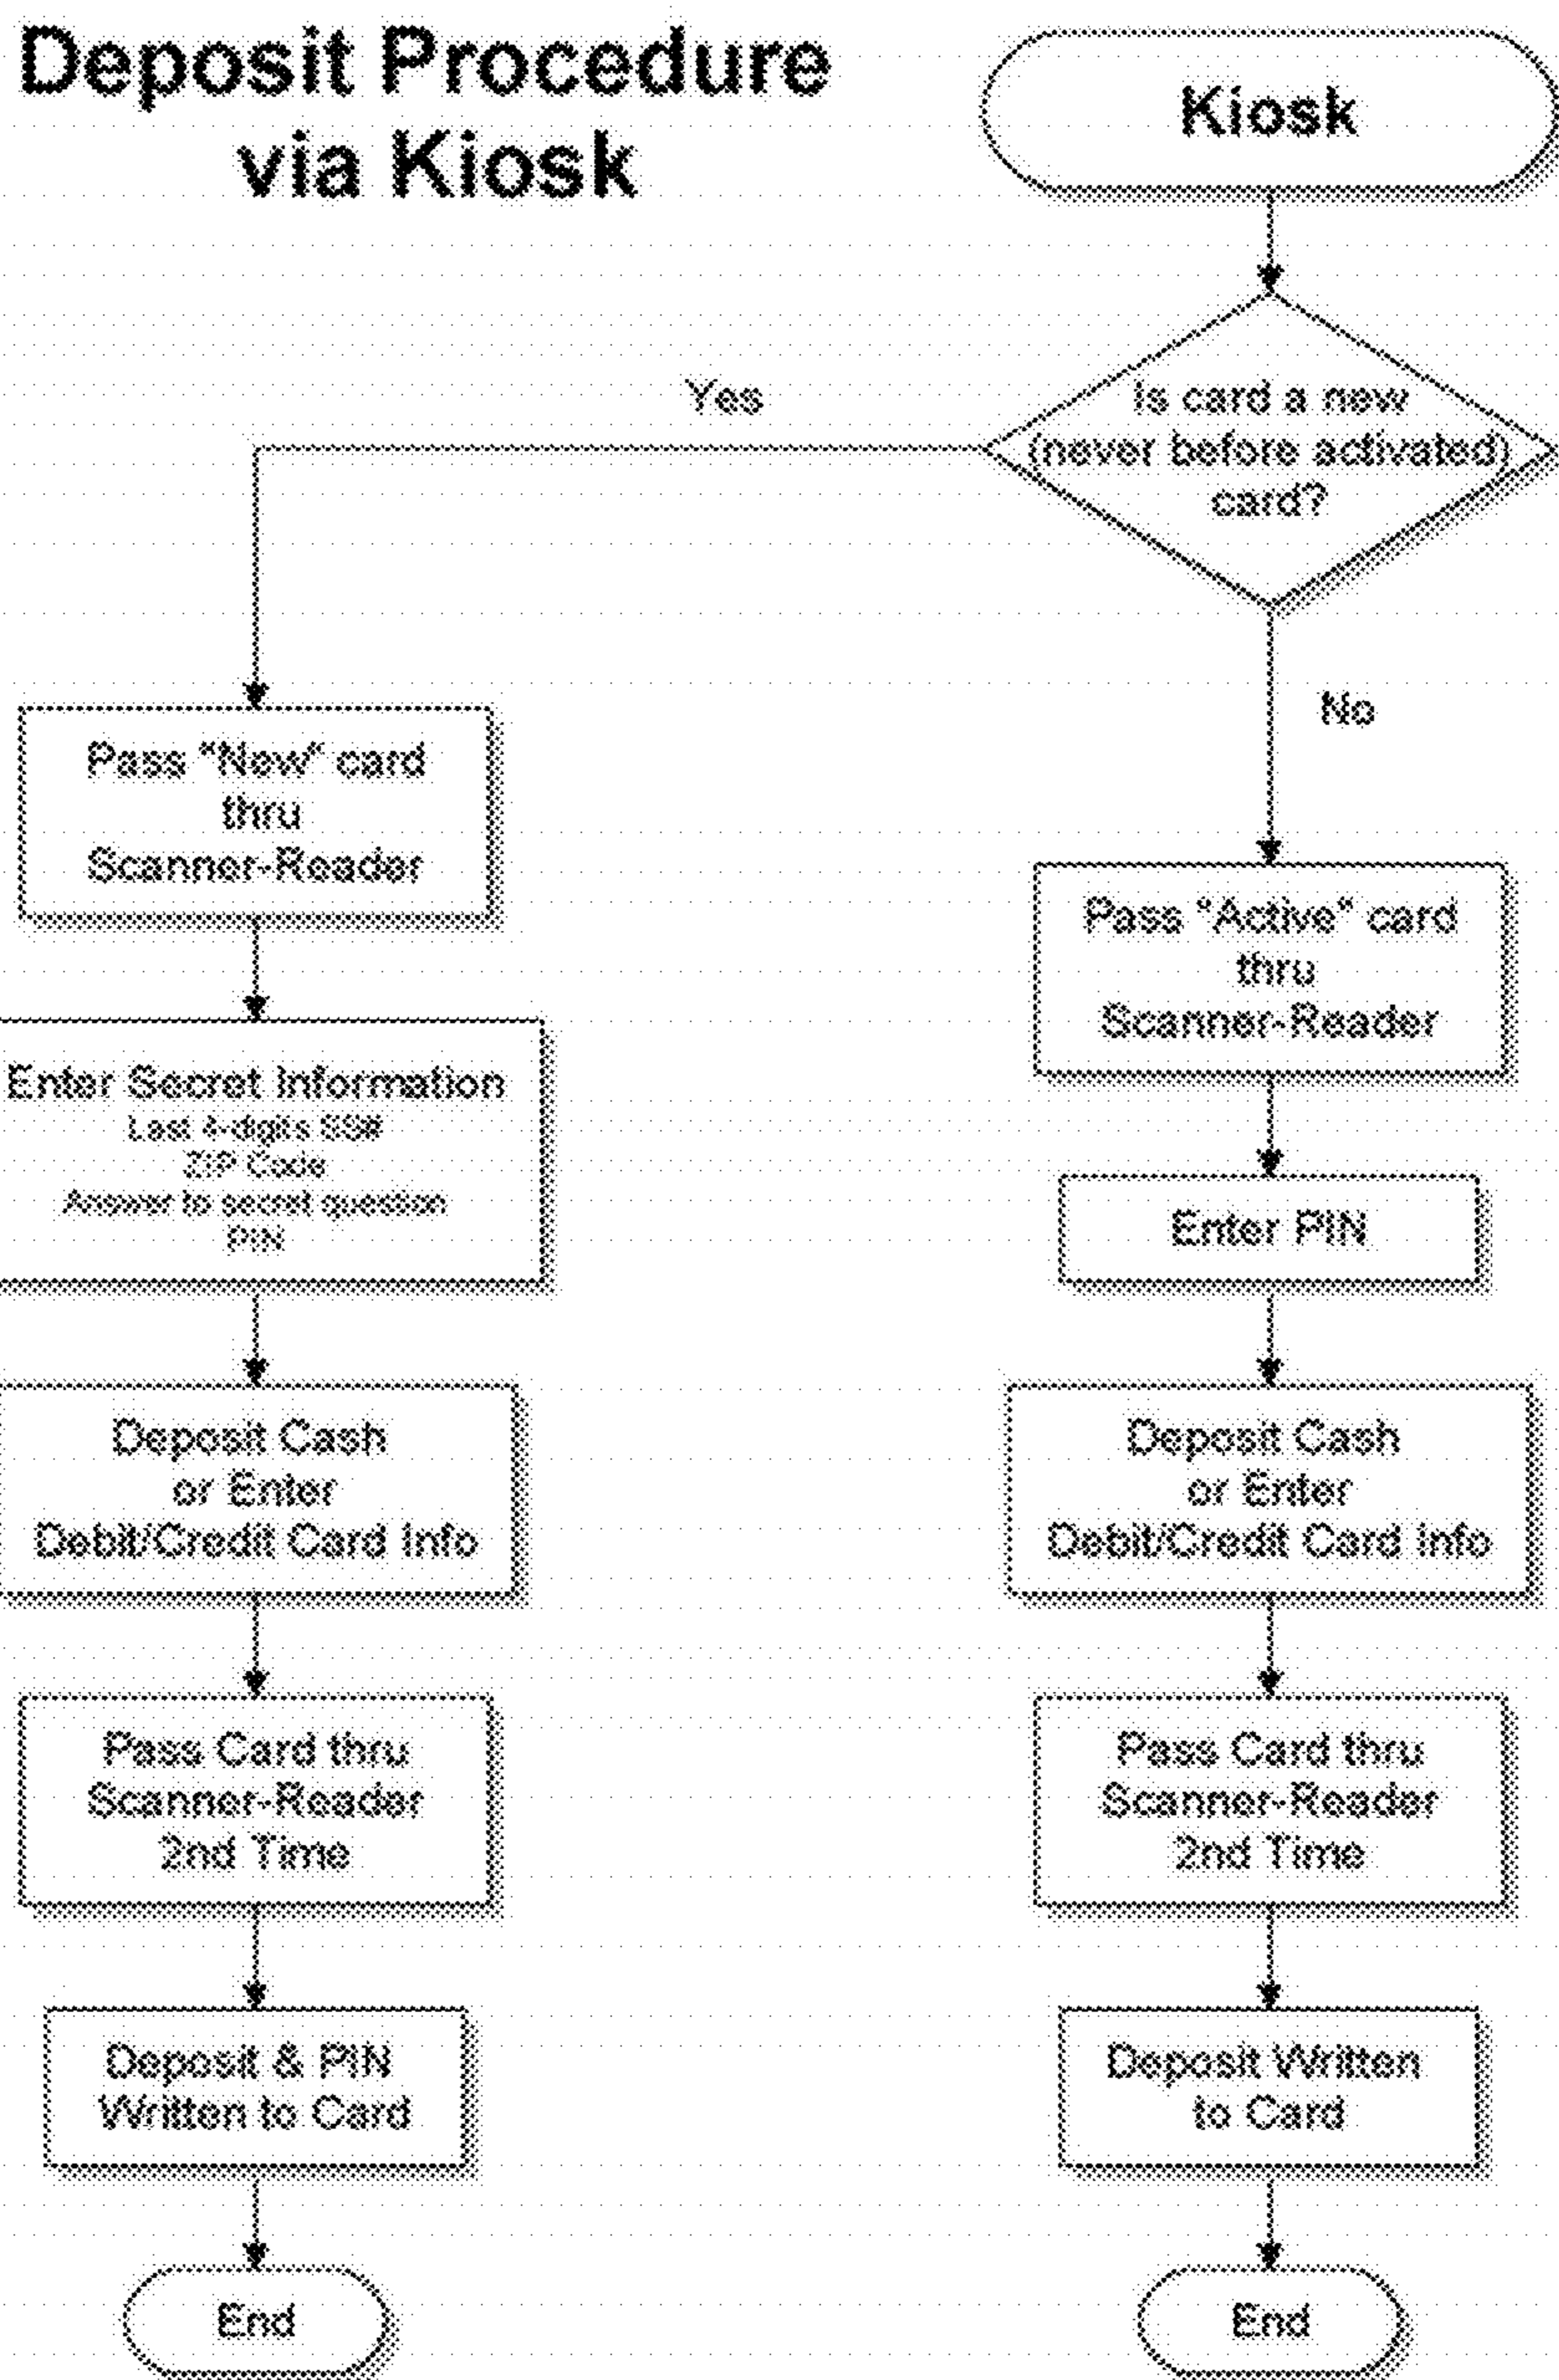 Deposit Procedure
via Kiosk
Kiosk
Is card a new
(never before activated)
card?
Yes
No
Pass "New" card
thru
Scanner-Reader
Enter Secret Information
Last 4-digits SS#
ZIP Code
Answer to secret question
PIN
Deposit Cash
or Enter
Debit/Credit Card Info
Pass Card thru
Scanner-Reader
2nd Time
Deposit & PIN
Written to Card
End
Pass "Active" card
thru
Scanner-Reader
Enter PIN
Deposit Cash
or Enter
Debit/Credit Card Info
Pass Card thru
Scanner-Reader
2nd Time
Deposit Written
to Card
End